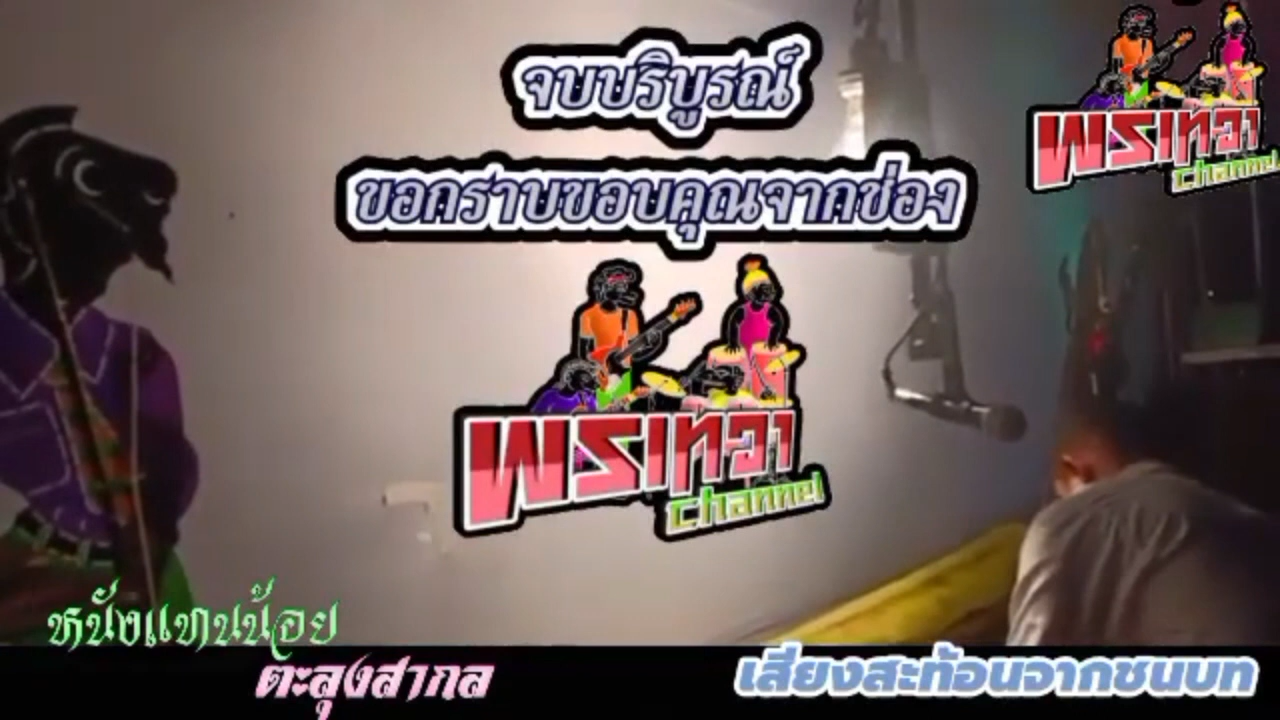 จบบริบูรณ์
ขอกราบขอบคุณจากช่อง
พรเทวา
channel
พรเทวา
channel
หนังแทนน้อย
ตะลุงสากล
เสียงสะท้อนจากชนบท